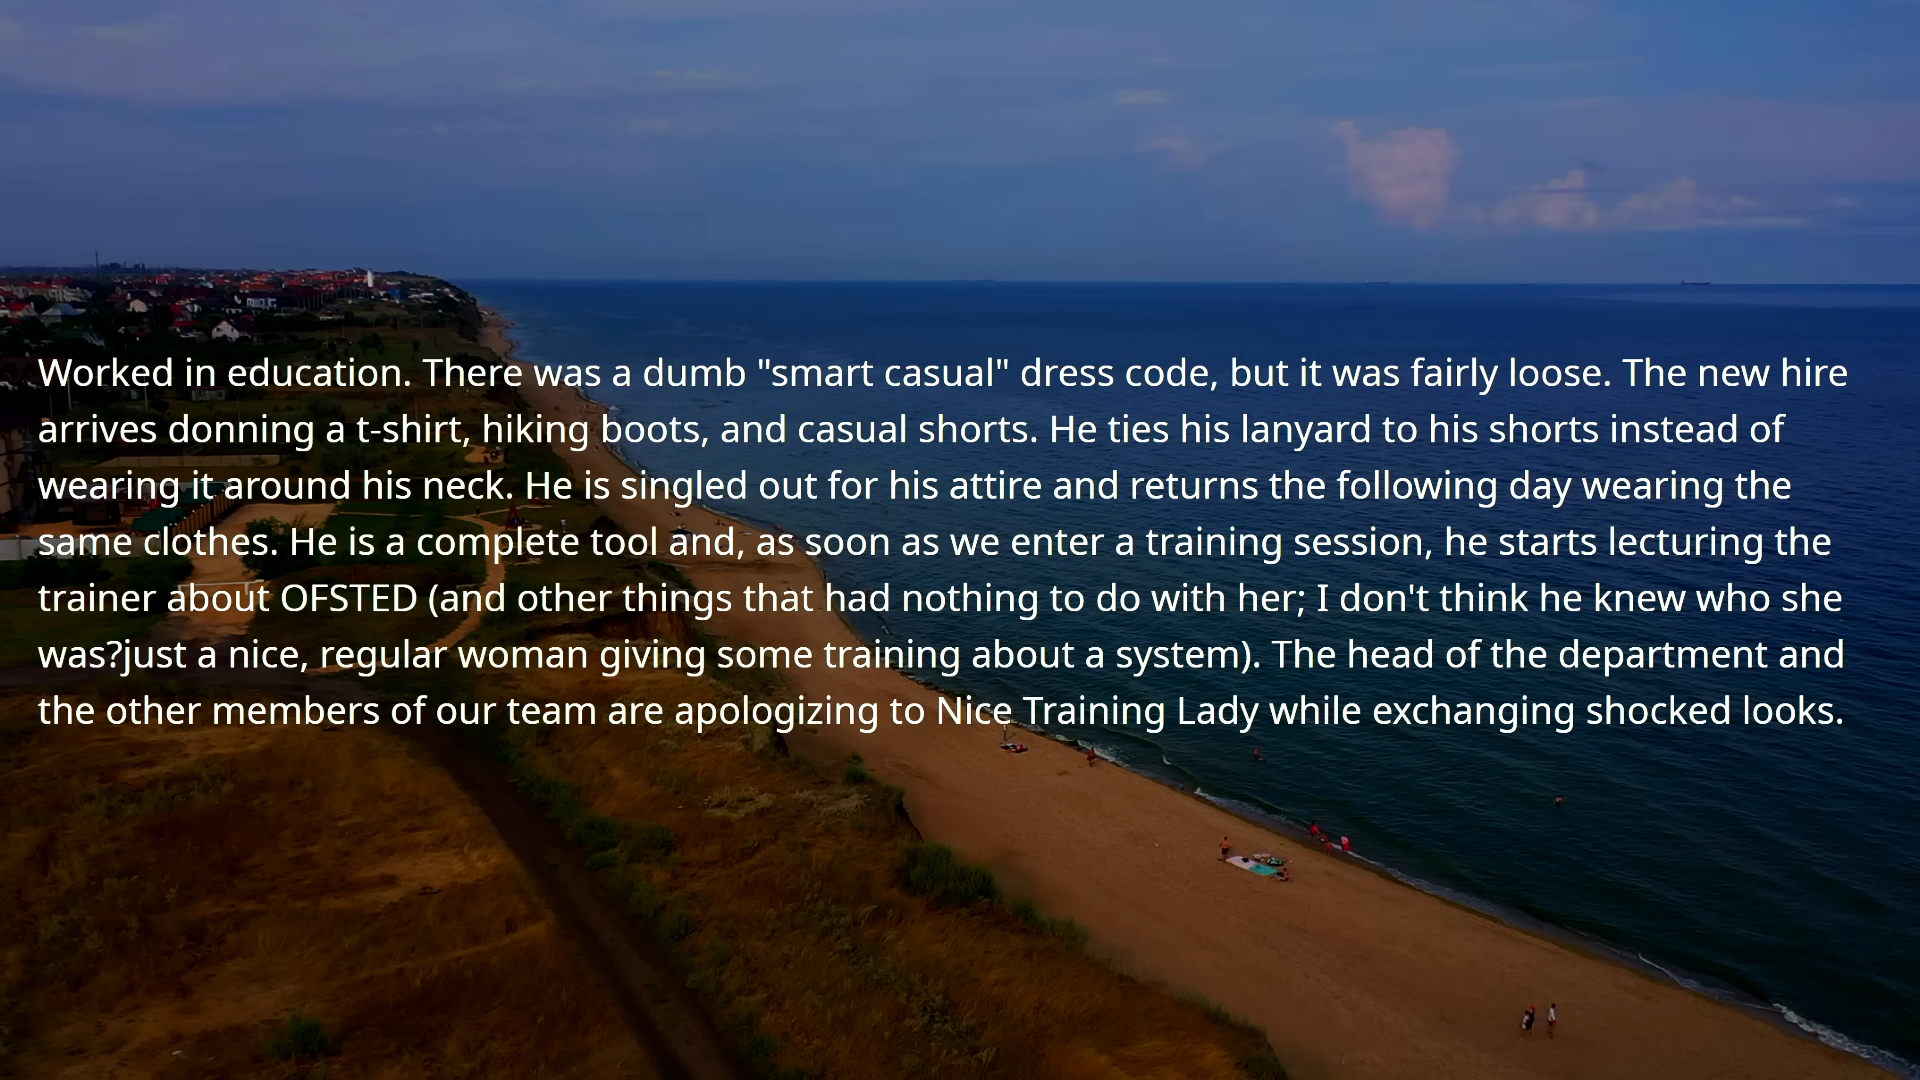 Worked in education. There was a dumb "smart casual" dress code, but it was fairly loose. The new hire
arrives donning a t-shirt, hiking boots, and casual shorts. He ties his lanyard to his shorts instead of
wearing it around his neck. He is singled out for his attire and returns the following day wearing the
same clothes. He is a complete tool and, as soon as we enter a training session, he starts lecturing the
trainer about OFSTED (and other things that had nothing to do with her; I don't think he knew who she
was?just a nice, regular woman giving some training about a system). The head of the department and
the other members of our team are apologizing to Nice Training Lady while exchanging shocked looks.